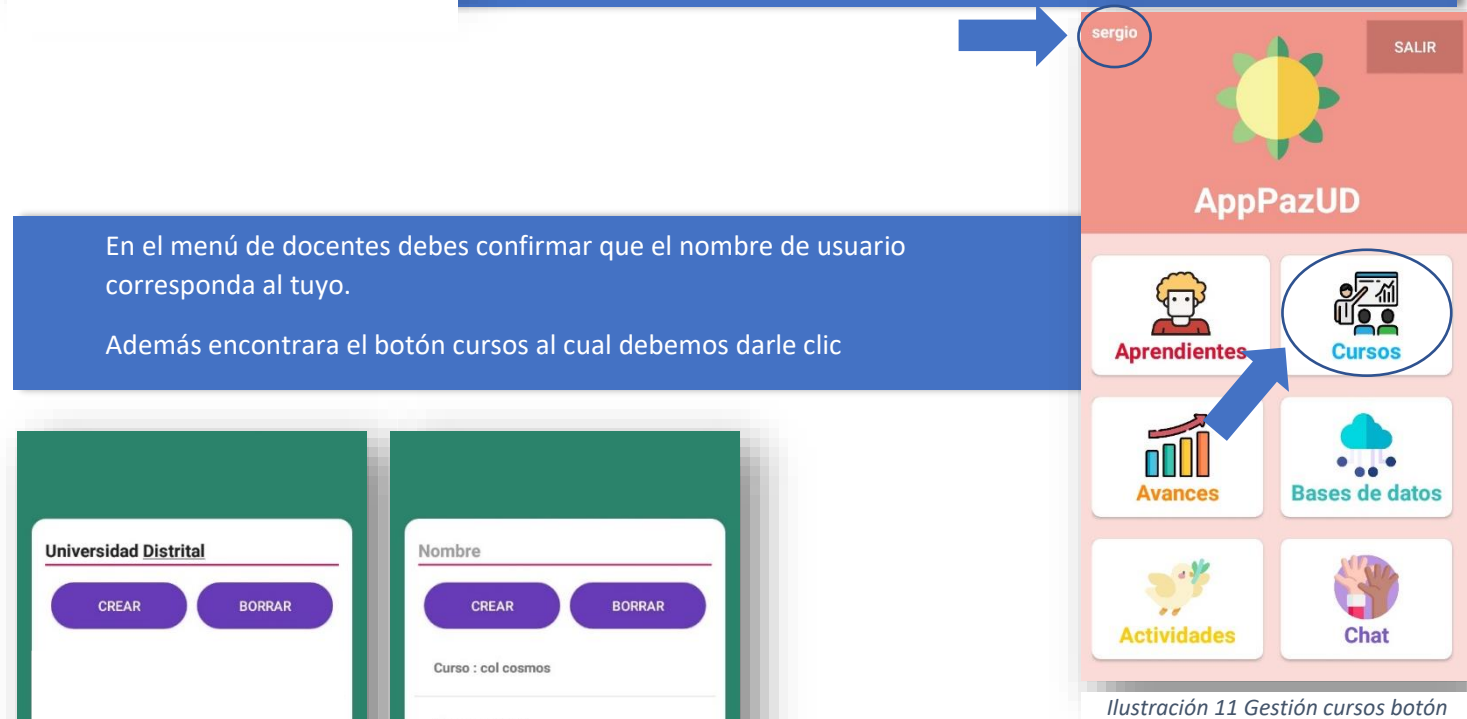 sergio
SALIR
AppPazUD
En el menú de docentes debes confirmar que el nombre de usuario
corresponda al tuyo.
Además encontrara el botón cursos al cual debemos darle clic
Aprendientes
Cursos
Avances
Bases de datos
Actividades
Chat
Ilustración 11 Gestión cursos botón
Universidad Distrital
CREAR
BORRAR
Nombre
CREAR
BORRAR
Curso : col cosmos